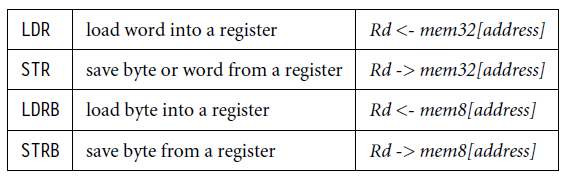 LDR load word into a register Rd <- mem32[address]
STR save byte or word from a register Rd -> mem32[address]
LDRB load byte into a register Rd <- mem8[address]
STRB save byte from a register Rd -> mem8[address]